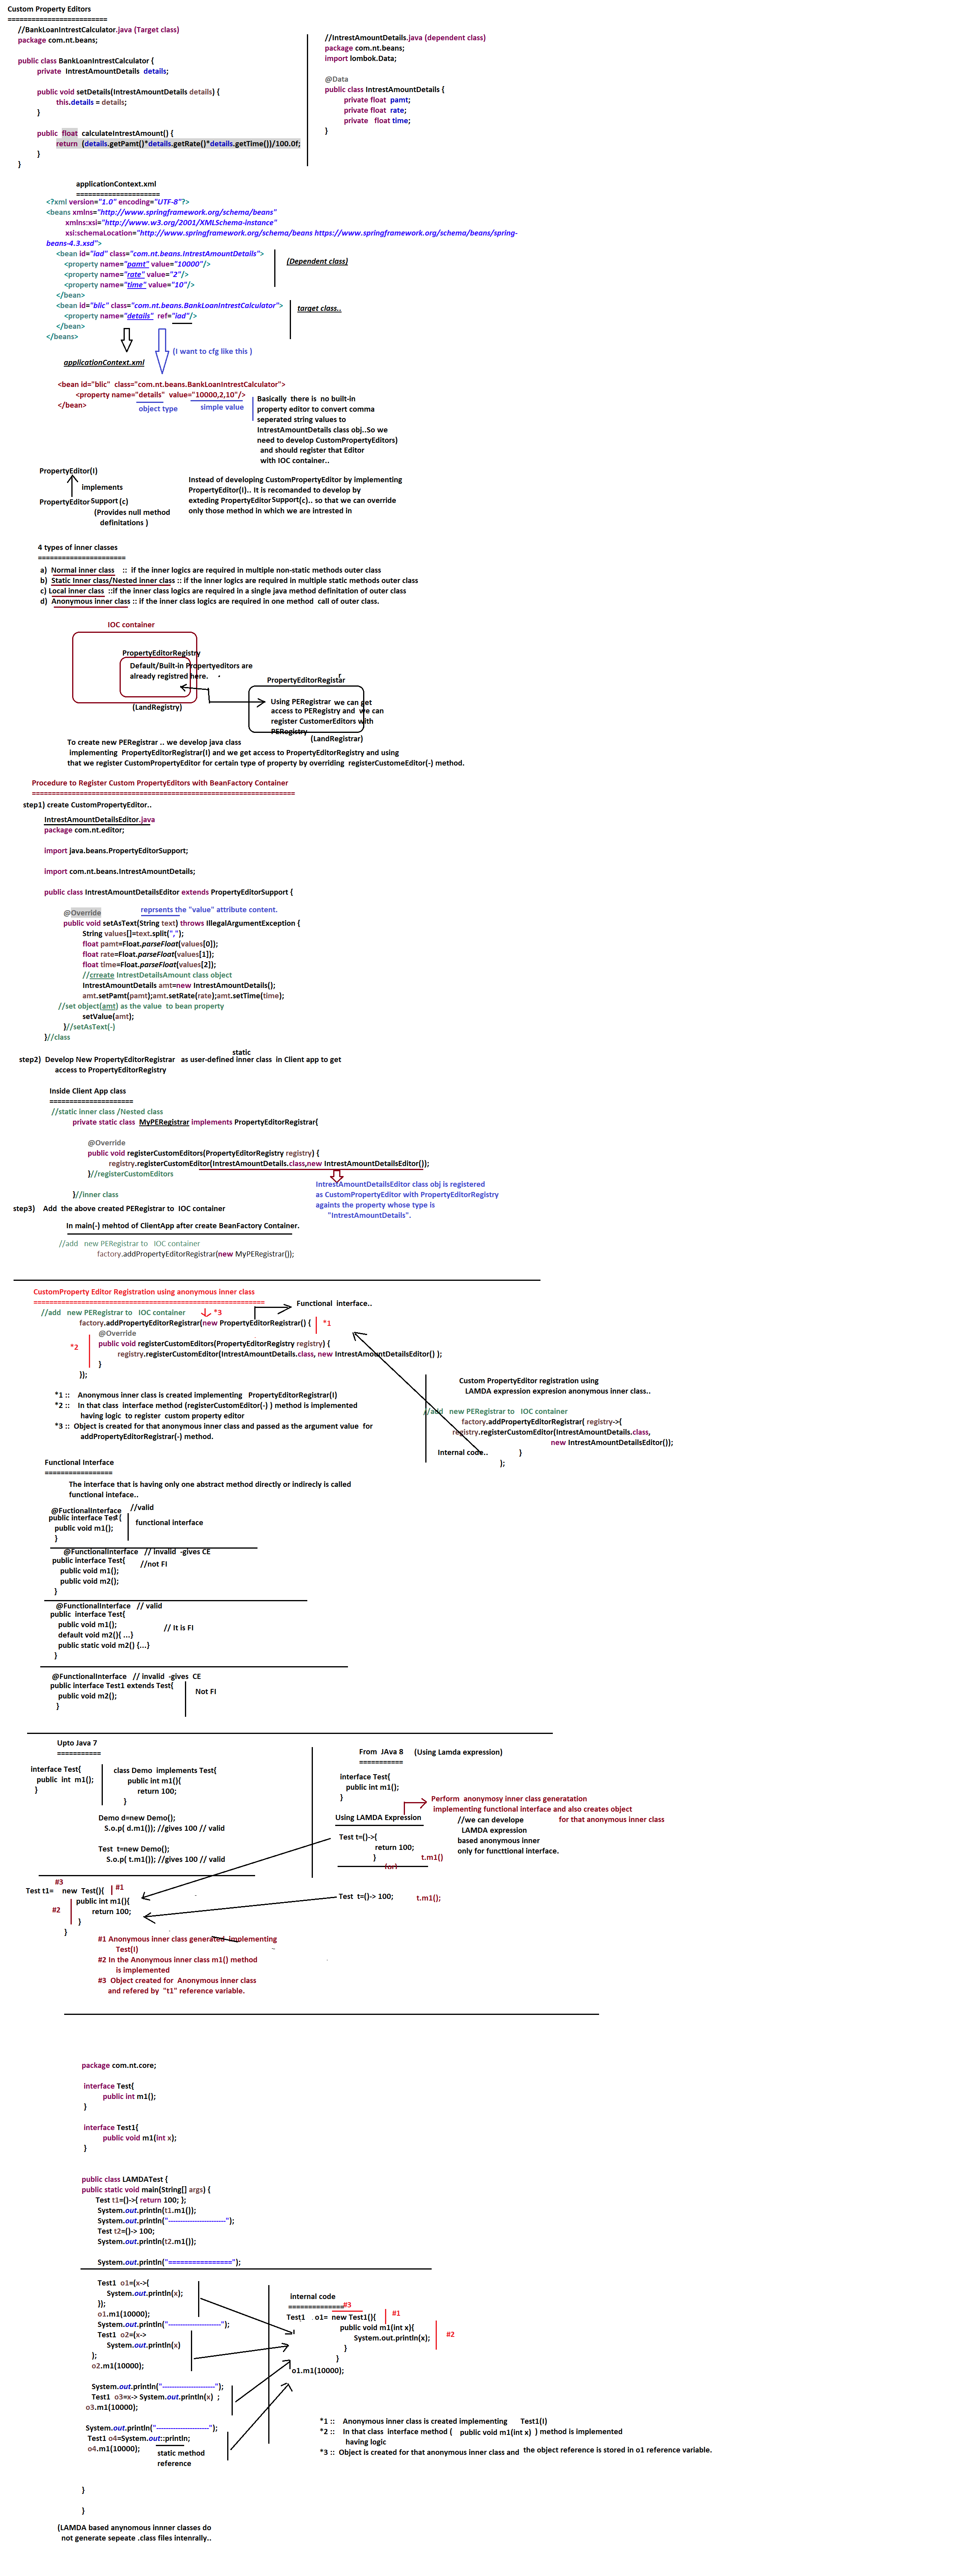 Custom Property Editors
=========================
//BankLoanIntrestCalculator.java (Target class)
package com.nt.beans;
public class BankLoanIntrestCalculator {
private IntrestAmountDetails details;
public void setDetails(IntrestAmountDetails details) {
this.details = details;
}
public float calculateIntrestAmount() {
return (details.getPamt()*details.getRate()*details.getTime())/100.0f;
}
}
//IntrestAmountDetails.java (dependent class)
package com.nt.beans;
import lombok.Data;
@Data
public class IntrestAmountDetails {
private float pamt;
private float rate;
private float time;
}
applicationContext.xml
=====================
<?xml version="1.0" encoding="UTF-8"?>
<beans xmlns="http://www.springframework.org/schema/beans"
xmlns:xsi="http://www.w3.org/2001/XMLSchema-instance"
xsi:schemaLocation="http://www.springframework.org/schema/beans https://www.springframework.org/schema/beans/spring-
beans-4.3.xsd">
<bean id="iad" class="com.nt.beans.IntrestAmountDetails">
<property name="pamt" value="10000"/>
<property name="rate" value="2"/>
<property name="time" value="10"/>
</bean>
(Dependent class)
<bean id="blic" class="com.nt.beans.BankLoanIntrestCalculator">
<property name="details" ref="iad"/>
</bean>
</beans>
target class..
(I want to cfg like this )
applicationContext.xml
<bean id="blic" class="com.nt.beans.BankLoanIntrestCalculator">
<property name="details" value="10000,2,10"/>
</bean>
object type
simple value
Basically there is no built-in
property editor to convert comma
seperated string values to
IntrestAmountDetails class obj..So we
need to develop CustomPropertyEditors)
and should register that Editor
with IOC container..
PropertyEditor(I)
implements
PropertyEditor Support (c)
(Provides null method
definitations )
Instead of developing CustomPropertyEditor by implementing
PropertyEditor(I).. It is recomanded to develop by
exteding PropertyEditor Support(c).. so that we can override
only those method in which we are intrested in
4 types of inner classes
======================
a) Normal inner class :: if the inner logics are required in multiple non-static methods outer class
b) Static Inner class/Nested inner class :: if the inner logics are required in multiple static methods outer class
c) Local inner class ::if the inner class logics are required in a single java method definitation of outer class
d) Anonymous inner class :: if the inner class logics are required in one method call of outer class.
IOC container
PropertyEditorRegistry
Default/Built-in Propertyeditors are
already registred here.
(LandRegistry)
PropertyEditorRegistar
r
Using PERegistrar we can get
access to PERegistry and we can
register CustomerEditors with
PERegistry
(LandRegistrar)
To create new PERegistrar .. we develop java class
implementing PropertyEditorRegistrar(I) and we get access to PropertyEditorRegistry and using
that we register CustomPropertyEditor for certain type of property by overriding registerCustomeEditor(-) method.
Procedure to Register Custom PropertyEditors with BeanFactory Container
==================================================================
step1) create CustomPropertyEditor..
IntrestAmountDetailsEditor.java
package com.nt.editor;
import java.beans.PropertyEditorSupport;
import com.nt.beans.IntrestAmountDetails;
public class IntrestAmountDetailsEditor extends PropertyEditorSupport {
@Override
reprsents the "value" attribute content.
public void setAsText(String text) throws IllegalArgumentException {
String values[]=text.split(",");
float pamt=Float.parseFloat(values[0]);
float rate=Float.parseFloat(values[1]);
float time=Float.parseFloat(values[2]);
//crreate IntrestDetailsAmount class object
IntrestAmountDetails amt=new IntrestAmountDetails();
amt.setPamt(pamt);amt.setRate(rate);amt.setTime(time);
//set object(amt) as the value to bean property
setValue(amt);
}//setAsText(-)
}//class
static
step2) Develop New PropertyEditorRegistrar as user-defined inner class in Client app to get
access to PropertyEditorRegistry
Inside Client App class
=====================
//static inner class /Nested class
private static class MyPERegistrar implements PropertyEditorRegistrar{
@Override
public void registerCustomEditors(PropertyEditorRegistry registry) {
registry.registerCustomEditor(IntrestAmountDetails.class,new IntrestAmountDetailsEditor());
}//registerCustomEditors
}//inner class
IntrestAmountDetailsEditor class obj is registered
as CustomPropertyEditor with PropertyEditorRegistry
againts the property whose type is
"IntrestAmountDetails".
step3) Add the above created PERegistrar to IOC container
In main(-) mehtod of ClientApp after create BeanFactory Container.
//add new PERegistrar to IOC container
factory.addPropertyEditorRegistrar(new MyPERegistrar());
CustomProperty Editor Registration using anonymous inner class
==========================================================
//add new PERegistrar to IOC container
*3
Functional interface..
factory.addPropertyEditorRegistrar(new PropertyEditorRegistrar() {
*1
@Override
*2
public void registerCustomEditors(PropertyEditorRegistry registry) {
registry.registerCustomEditor(IntrestAmountDetails.class, new IntrestAmountDetailsEditor() );
}
});
*1 :: Anonymous inner class is created implementing PropertyEditorRegistrar(I)
*2 :: In that class interface method (registerCustomEditor(-) ) method is implemented
having logic to register custom property editor
*3 :: Object is created for that anonymous inner class and passed as the argument value for
addPropertyEditorRegistrar(-) method.
Custom PropertyEditor registration using
LAMDA expression expresion anonymous inner class..
//add new PERegistrar to IOC container
factory.addPropertyEditorRegistrar( registry->{
registry.registerCustomEditor(IntrestAmountDetails.class,
new IntrestAmountDetailsEditor());
Internal code..
}
);
Functional Interface
=================
The interface that is having only one abstract method directly or indirecly is called
functional inteface..
@FuctionalInterface //valid
public interface Test{
public void m1();
}
functional interface
@FunctionalInterface // invalid -gives CE
public interface Test{
public void m1();
public void m2();
}
//not FI
@FunctionalInterface // valid
public interface Test{
public void m1();
default void m2(){ ...}
public static void m2() {...}
}
// It is FI
@FunctionalInterface // invalid -gives CE
public interface Test1 extends Test{
public void m2();
}
Not FI
Upto Java 7
===========
interface Test{
public int m1();
}
class Demo implements Test{
public int m1(){
return 100;
}
Demo d=new Demo();
S.o.p( d.m1()); //gives 100 // valid
Test t=new Demo();
S.o.p( t.m1()); //gives 100 // valid
From JAva 8 (Using Lamda expression)
===========
interface Test{
public int m1();
}
Using LAMDA Expression
Perform anonymosy inner class generatation
implementing functional interface and also creates object
for that anonymous inner class
//we can develope
LAMDA expression
based anonymous inner
only for functtional interface.
Test t=()->{
return 100;
}
t.m1()
(or)
Test t=()-> 100;
t.m1();
#3
Test t1= new Test(){
#1
public int m1(){
#2
return 100;
}
}
#1 Anonymous inner class generated implementing
Test(I)
#2 In the Anonymous inner class m1() method
is implemented
#3 Object created for Anonymous inner class
and refered by "t1" reference variable.
package com.nt.core;
interface Test{
public int m1();
}
interface Test1{
public void m1(int x);
}
public class LAMDATest {
public static void main(String[] args) {
Test t1=()->{ return 100; };
System.out.println(t1.m1());
System.out.println("-----------------------");
Test t2=()-> 100;
System.out.println(t2.m1());
System.out.println("================");
Test1 o1=(x->{
System.out.println(x);
});
o1.m1(10000);
System.out.println("---------------------");
Test1 o2=(x->
System.out.println(x)
);
o2.m1(10000);
System.out.println("---------------------");
Test1 o3=x-> System.out.println(x) ;
o3.m1(10000);
System.out.println("---------------------");
Test1 o4=System.out::println;
o4.m1(10000);
static method
reference
internal code
==============
#3
Test1 o1= new Test1(){
#1
public void m1(int x){
System.out.println(x);
#2
}
}
o1.m1(10000);
*1 :: Anonymous inner class is created implementing Test1(I)
*2 :: In that class interface method ( public void m1(int x) ) method is implemented
having logic
*3 :: Object is created for that anonymous inner class and the object reference is stored in o1 reference variable.
}
}
(LAMDA based anynomous innner classes do
not generate sepeate .class files intenrally..